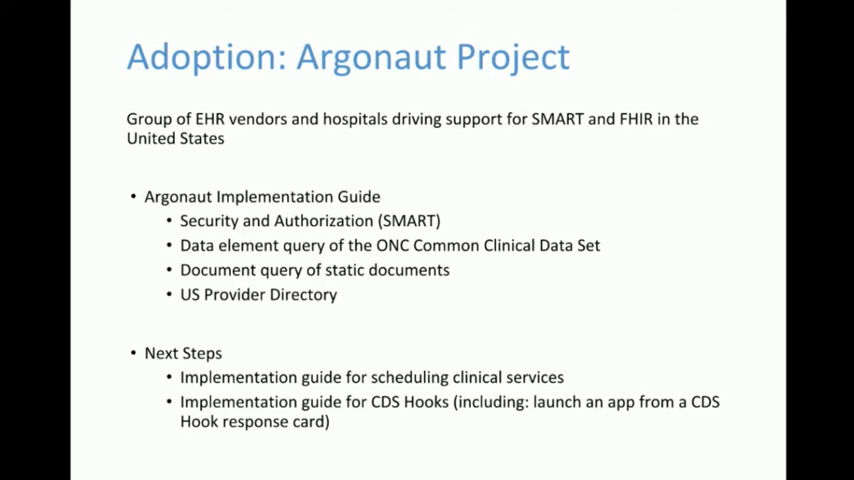 Adoption: Argonaut Project
Group of EHR vendors and hospitals driving support for SMART and FHIR in the
United States
• Argonaut Implementation Guide
• Security and Authorization (SMART)
• Data element query of the ONC Common Clinical Data Set
• Document query of static documents
• US Provider Directory
• Next Steps
• Implementation guide for scheduling clinical services
• Implementation guide for CDS Hooks (including: launch an app from a CDS
Hook response card)